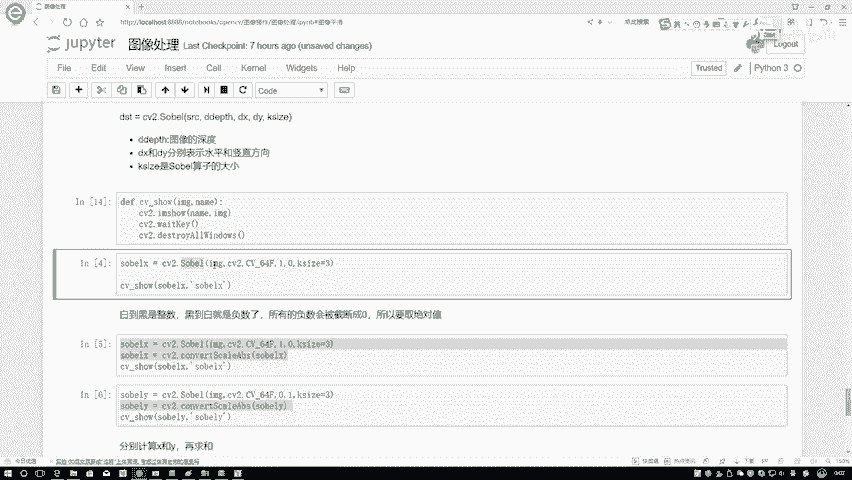 图像处理
http://localhost:8888/notebooks/opencv/图像操作/图像处理.ipynb#图像平滑
jupyter 图像处理 Last Checkpoint: 7 hours ago (unsaved changes)
Logout
File Edit View Insert Cell Kernel Widgets Help
Trusted Python 3
Code
dst = cv2.Sobel(src, ddepth, dx, dy, ksize)
ddepth:图像的深度
dx和dy分别表示水平和竖直方向
ksize是Sobel算子的大小
In [14]: def cv_show(img,name):
cv2.imshow(name,img)
cv2.waitKey()
cv2.destroyAllWindows()
In [4]: sobelx = cv2.Sobel(img,cv2.CV_64F,1,0,ksize=3)
cv_show(sobelx,'sobelx')
白到黑是整数，黑到白就是负数了，所有的负数会被截断成0，所以要取绝对值
In [5]: sobelx = cv2.Sobel(img,cv2.CV_64F,1,0,ksize=3)
sobelx = cv2.convertScaleAbs(sobelx)
cv_show(sobelx,'sobelx')
In [6]: sobely = cv2.Sobel(img,cv2.CV_64F,0,1,ksize=3)
sobely = cv2.convertScaleAbs(sobely)
cv_show(sobely,'sobely')
分别计算x和y，再求和